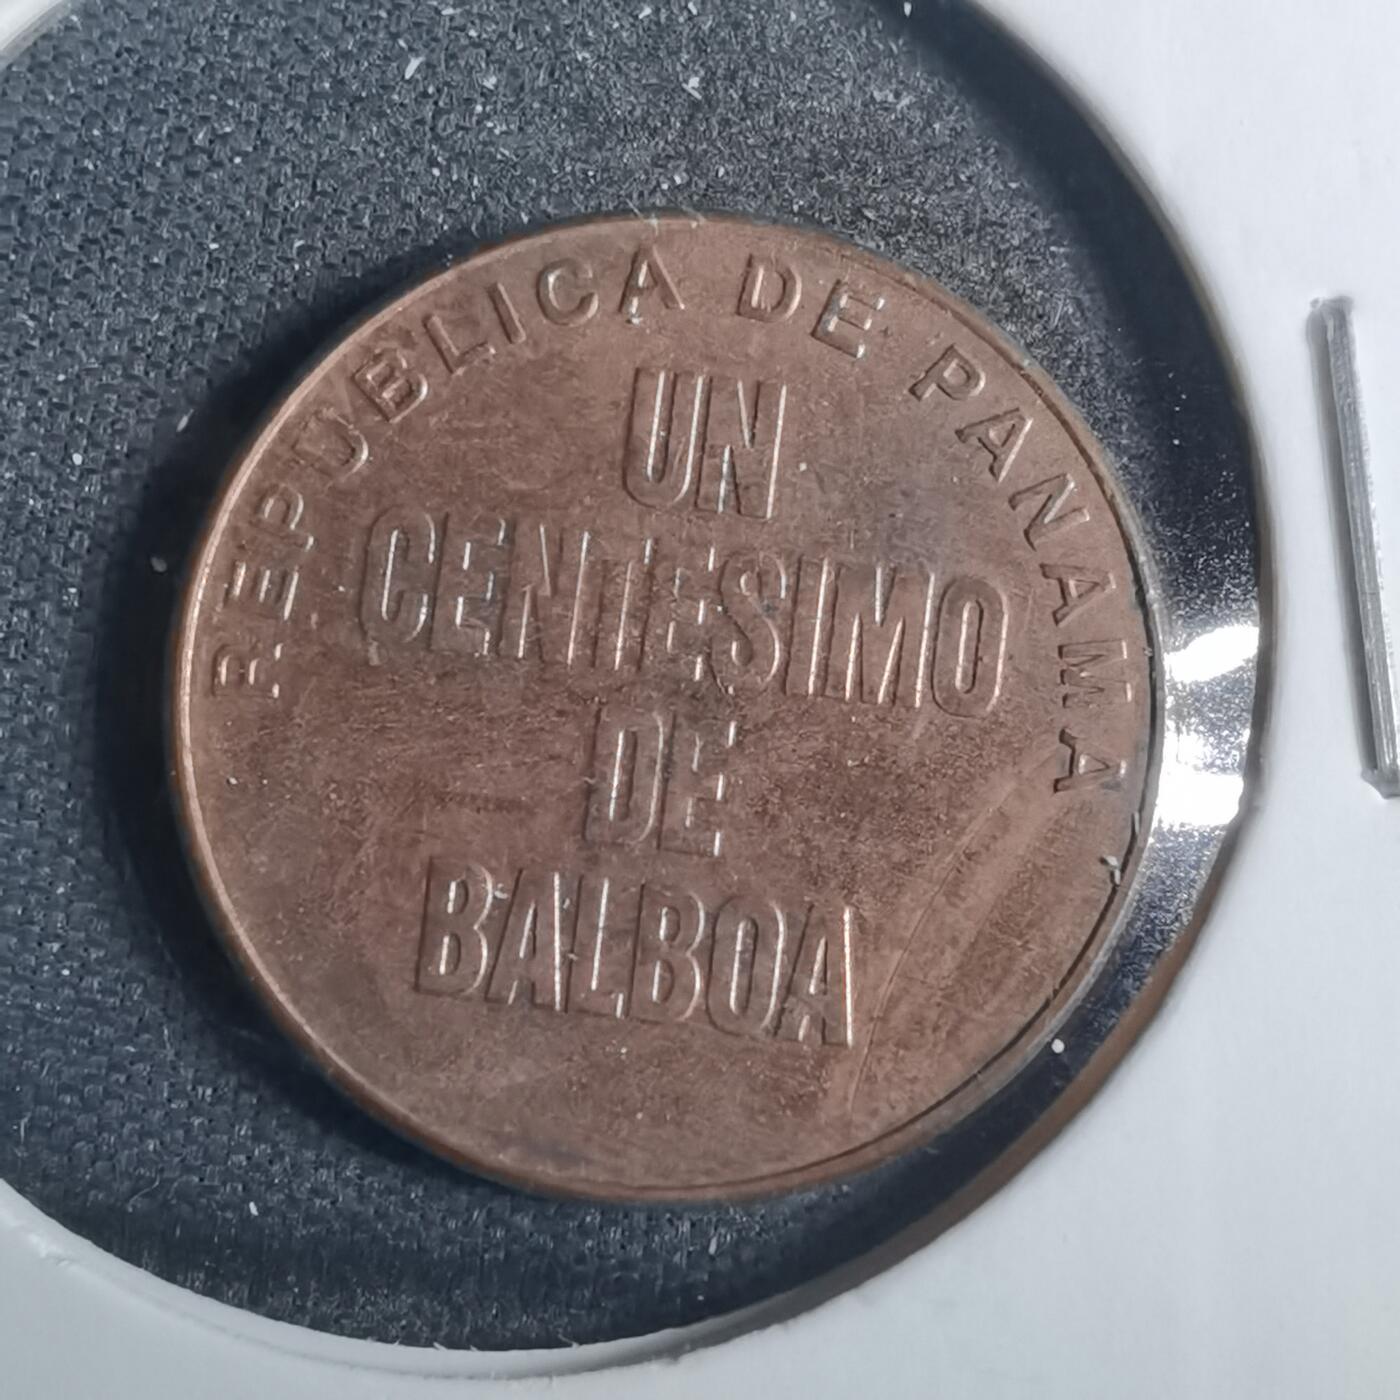 REPUBLICA DE PANAMA
UN
CENTESIMO
DE
BALBOA